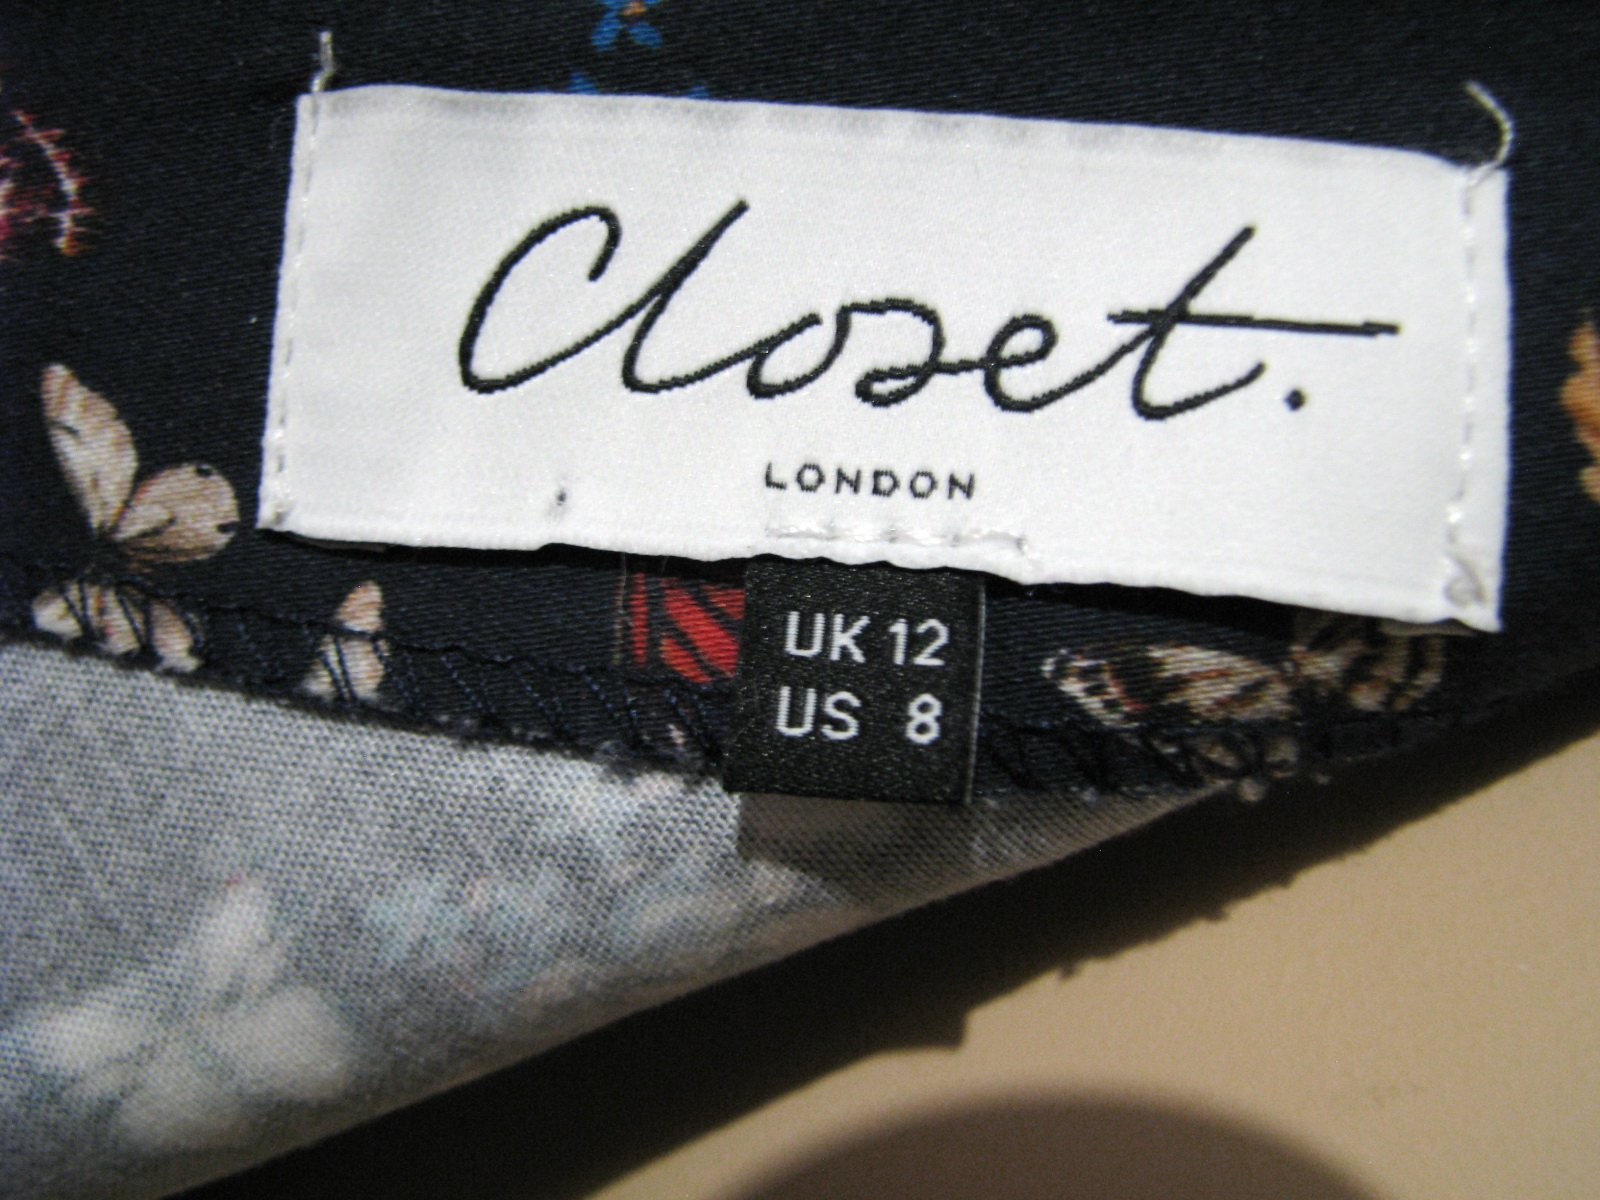 Closet.
LONDON
UK 12
US 8